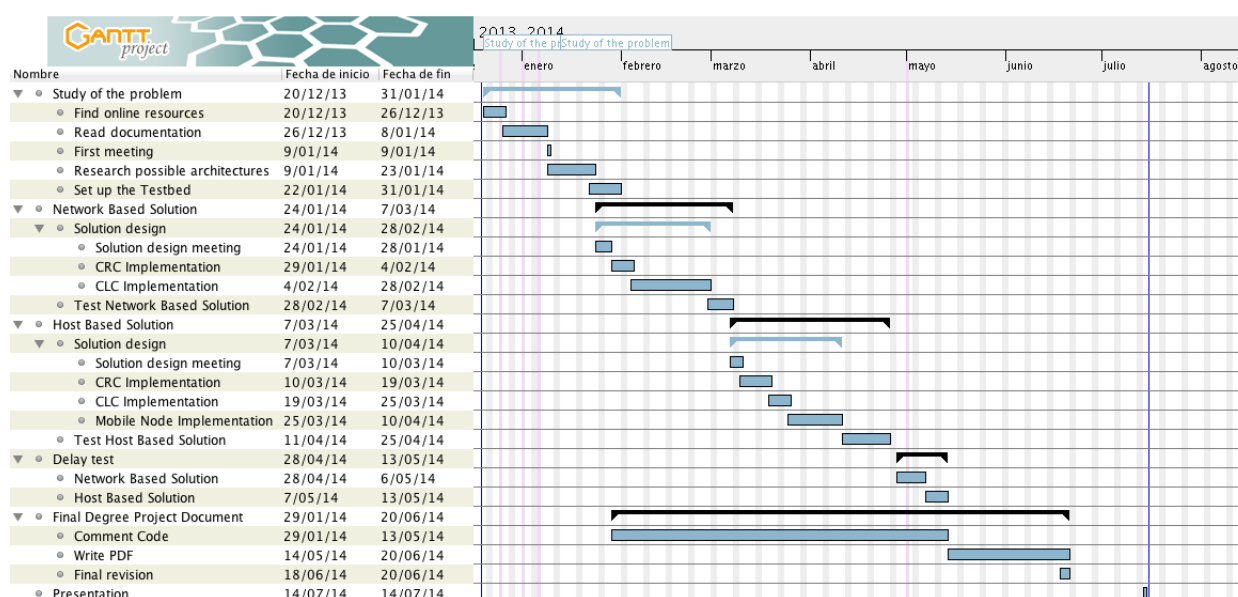 GANTT
project
2013 2014
Study of the pr Study of the problem
enero febrero marzo abril mayo junio julio agosto
Nombre Fecha de inicio Fecha de fin
Study of the problem 20/12/13 31/01/14
Find online resources 20/12/13 26/12/13
Read documentation 26/12/13 8/01/14
First meeting 9/01/14 9/01/14
Research possible architectures 9/01/14 23/01/14
Set up the Testbed 22/01/14 31/01/14
Network Based Solution 24/01/14 7/03/14
Solution design 24/01/14 28/02/14
Solution design meeting 24/01/14 28/01/14
CRC Implementation 29/01/14 4/02/14
CLC Implementation 4/02/14 28/02/14
Test Network Based Solution 28/02/14 7/03/14
Host Based Solution 7/03/14 25/04/14
Solution design 7/03/14 10/04/14
Solution design meeting 7/03/14 10/03/14
CRC Implementation 10/03/14 19/03/14
CLC Implementation 19/03/14 25/03/14
Mobile Node Implementation 25/03/14 10/04/14
Test Host Based Solution 11/04/14 25/04/14
Delay test 28/04/14 13/05/14
Network Based Solution 28/04/14 6/05/14
Host Based Solution 7/05/14 13/05/14
Final Degree Project Document 29/01/14 20/06/14
Comment Code 29/01/14 13/05/14
Write PDF 14/05/14 20/06/14
Final revision 18/06/14 20/06/14
Presentation 14/07/14 14/07/14